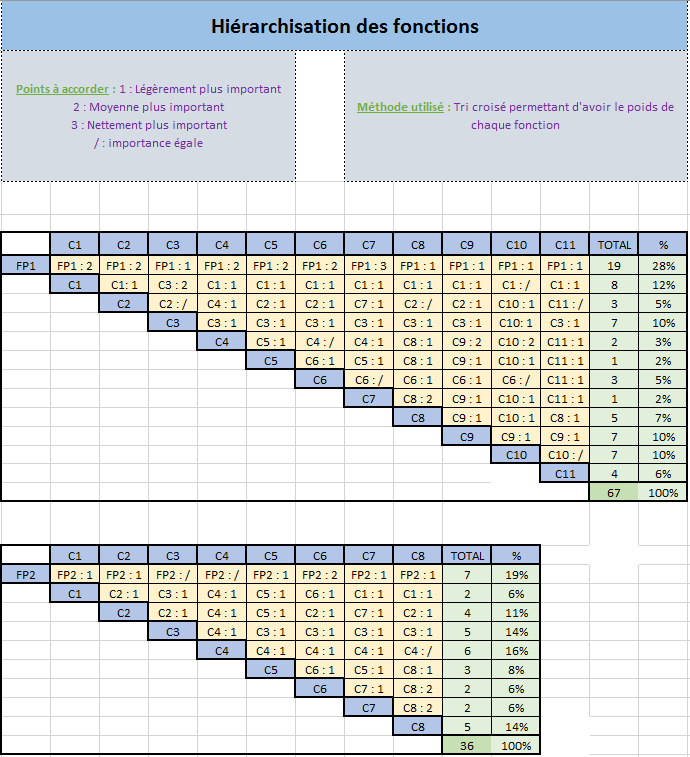 Hiérarchisation des fonctions
Points à accorder : 1 : Légèrement plus important
2 : Moyenne plus important
3 : Nettement plus important
/ : importance égale
Méthode utilisé : Tri croisé permettant d'avoir le poids de
chaque fonction
C1 C2 C3 C4 C5 C6 C7 C8 C9 C10 C11 TOTAL %
FP1 FP1 : 2 FP1 : 2 FP1 : 1 FP1 : 2 FP1 : 2 FP1 : 2 FP1 : 3 FP1 : 1 FP1 : 1 FP1 : 1 FP1 : 1 19 28%
C1 C1: 1 C3 : 2 C1 : 1 C1 : 1 C1 : 1 C1 : 1 C1 : 1 C1 : 1 C1 : / C1 : 1 8 12%
C2 C2 : / C4 : 1 C2 : 1 C2 : 1 C7 : 1 C2 : / C2 : 1 C10 : 1 C11 : / 3 5%
C3 C3 : 1 C3 : 1 C3 : 1 C3 : 1 C3 : 1 C3 : 1 C10: 1 C3 : 1 7 10%
C4 C5 : 1 C4 : / C4 : 1 C8 : 1 C9 : 2 C10 : 2 C11 : 1 2 3%
C5 C6 : 1 C5 : 1 C8 : 1 C9 : 1 C10 : 1 C11 : 1 1 2%
C6 C6 : / C6 : 1 C6 : 1 C6 : / C11 : 1 3 5%
C7 C8 : 2 C9 : 1 C10 : 1 C11 : 1 1 2%
C8 C9 : 1 C10 : 1 C8 : 1 5 7%
C9 C9 : 1 C9 : 1 7 10%
C10 C10 : / 7 10%
C11 4 6%
67 100%
C1 C2 C3 C4 C5 C6 C7 C8 TOTAL %
FP2 FP2 : 1 FP2 : 1 FP2 : / FP2 : / FP2 : 1 FP2 : 2 FP2 : 1 FP2 : 1 7 19%
C1 C2 : 1 C3 : 1 C4 : 1 C5 : 1 C6 : 1 C1 : 1 C1 : 1 2 6%
C2 C2 : 1 C4 : 1 C5 : 1 C2 : 1 C7 : 1 C2 : 1 4 11%
C3 C4 : 1 C3 : 1 C3 : 1 C3 : 1 C3 : 1 5 14%
C4 C4 : 1 C4 : 1 C4 : 1 C4 : / 6 16%
C5 C6 : 1 C5 : 1 C8 : 1 3 8%
C6 C7 : 1 C8 : 2 2 6%
C7 C8 : 2 2 6%
C8 5 14%
36 100%